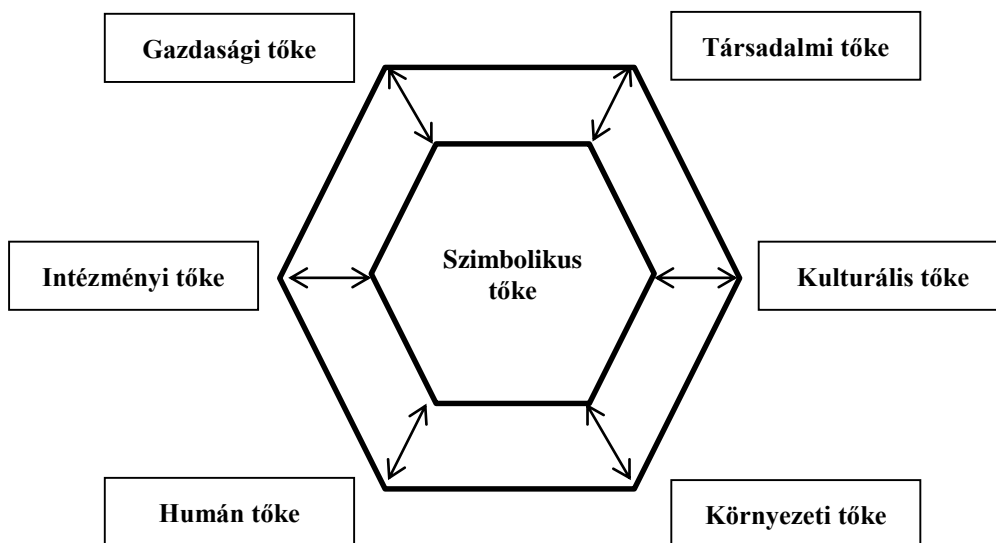 Gazdasági tőke
Társadalmi tőke
Szimbolikus
tőke
Intézményi tőke
Kulturális tőke
Humán tőke
Környezeti tőke